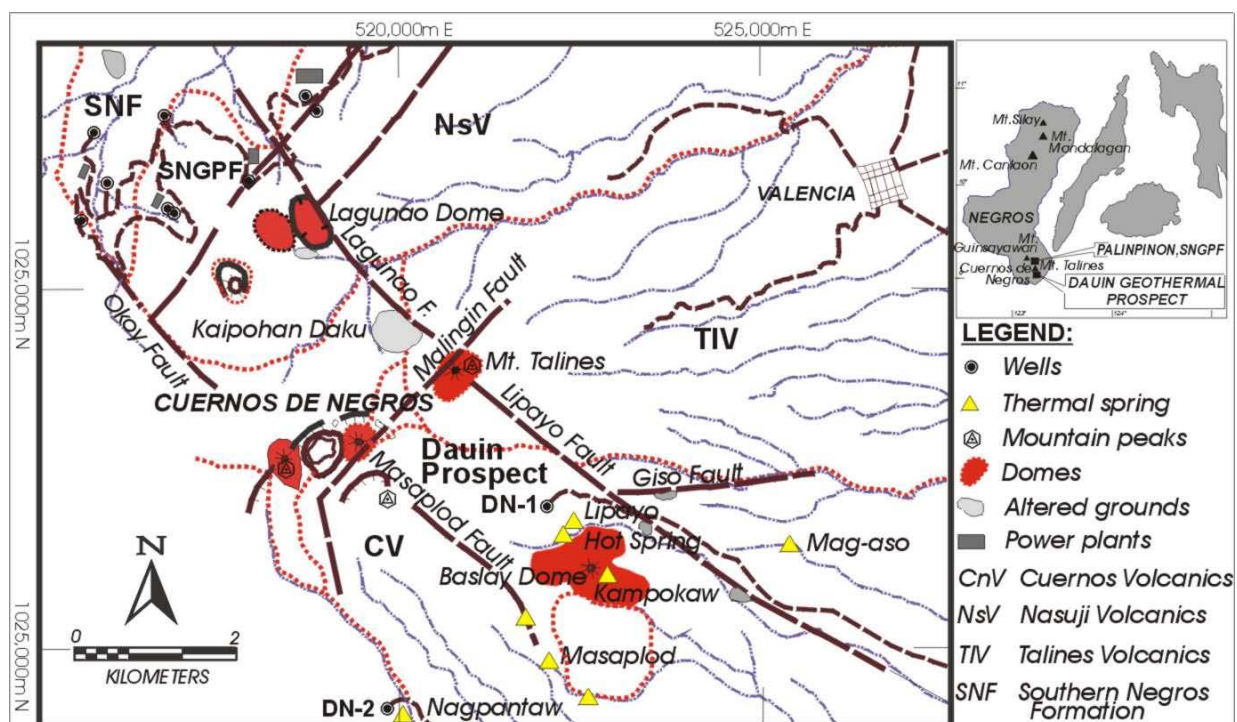 520,000m E
525,000m E
SNF
NsV
SNGPF
Lagunao Dome
VALENCIA
Lagunao F.
1025,000m N
Okoy Fault
Kaipohan Daku
Malingin Fault
TIV
Mt. Talines
CUERNOS DE NEGROS
Lipayo Fault
Dauin
Prospect
Masaplod Fault
Giso Fault
DN-1
Lipayo
Hot Spring
Mag-aso
CV
Baslay Dome
Kampokaw
N
1025,000m N
0 2
KILOMETERS
Masaplod
DN-2
Nagpantaw
Mt.Silay
Mt.
Mandalagan
Mt. Canlaon
NEGROS
Mt.
Guinsayawan
PALINPINON,SNGPF
Cuernos de
Negros
Mt. Talines
DAUIN GEOTHERMAL
PROSPECT
LEGEND:
Wells
Thermal spring
Mountain peaks
Domes
Altered grounds
Power plants
CnV Cuernos Volcanics
NsV Nasuji Volcanics
TIV Talines Volcanics
SNF Southern Negros
Formation